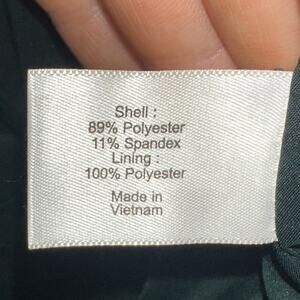 Shell :
89% Polyester
11% Spandex
Lining :
100% Polyester
Made in
Vietnam